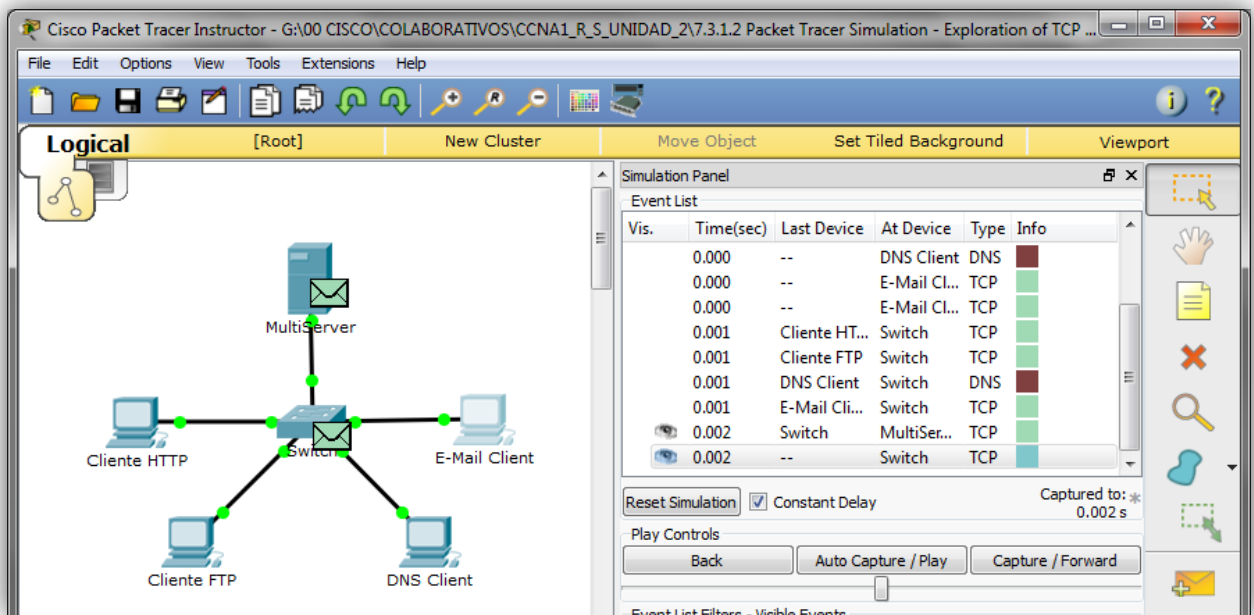 Cisco Packet Tracer Instructor - G:\00 CISCO\COLABORATIVOS\CCNA1_R_S_UNIDAD_2\7.3.1.2 Packet Tracer Simulation - Exploration of TCP ...
File Edit Options View Tools Extensions Help
Logical [Root] New Cluster Move Object Set Tiled Background Viewport
Simulation Panel
Event List
Vis. Time(sec) Last Device At Device Type Info
0.000 -- DNS Client DNS
0.000 -- E-Mail Cl... TCP
0.000 -- E-Mail Cl... TCP
0.001 Cliente HT... Switch TCP
0.001 Cliente FTP Switch TCP
0.001 DNS Client Switch DNS
0.001 E-Mail Cli... Switch TCP
0.002 Switch MultiSer... TCP
0.002 -- Switch TCP
Reset Simulation Constant Delay Captured to: *
0.002 s
Play Controls
Back Auto Capture / Play Capture / Forward
Event List Filters - Visible Events
MultiServer
Cliente HTTP
Switch
E-Mail Client
Cliente FTP
DNS Client